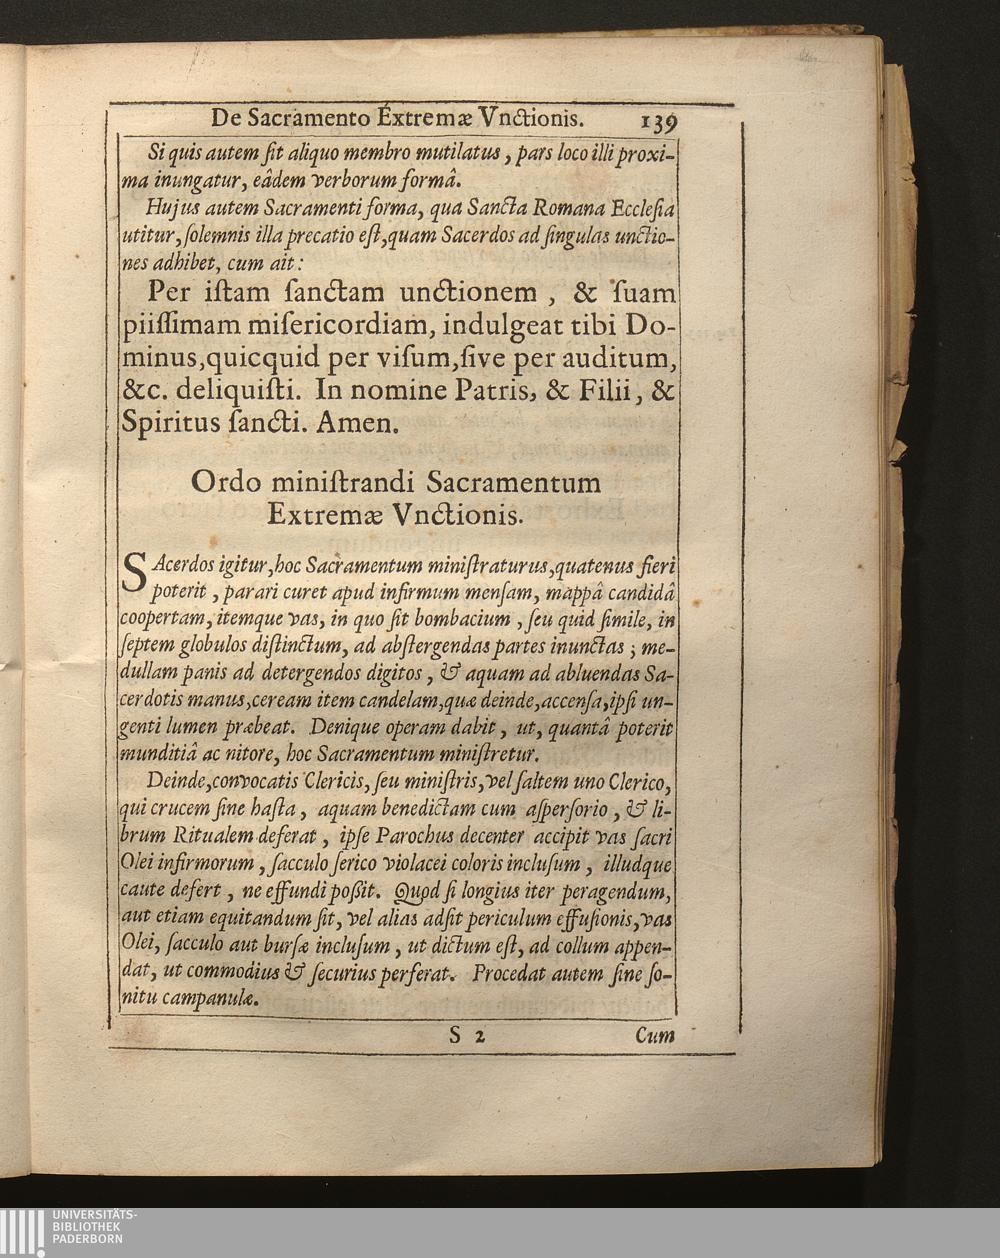 De Sacramento Extremæ Vnctionis. 139
Si quis autem ſit aliquo membro mutilatus, pars loco illi proxi-
ma inungatur, eâdem verborum formâ.
Hujus autem Sacramenti forma, qua Sancta Romana Eccleſia
utitur, ſolemnis illa precatio eſt, quam Sacerdos ad ſingulas unctio-
nes adhibet, cum ait:
Per iſtam ſanctam unctionem, & ſuam
piiſſimam miſericordiam, indulgeat tibi Do-
minus, quicquid per viſum, ſive per auditum,
&c. deliquiſti. In nomine Patris, & Filii, &
Spiritus ſancti. Amen.
Ordo miniſtrandi Sacramentum
Extremæ Vnctionis.
SAcerdos igitur, hoc Sacramentum miniſtraturus, quatenus fieri
poterit, parari curet apud infirmum menſam, mappâ candidâ
coopertam, itemque vas, in quo ſit bombacium, ſeu quid ſimile, in
ſeptem globulos diſtinctum, ad abſtergendas partes inunctas; me-
dullam panis ad detergendos digitos, & aquam ad abluendas Sa-
cerdotis manus, ceream item candelam, quæ deinde, accenſa, ipſi un-
genti lumen præbeat. Denique operam dabit, ut, quantâ poterit
munditiâ ac nitore, hoc Sacramentum miniſtretur.
Deinde, convocatis Clericis, ſeu miniſtris, vel ſaltem uno Clerico,
qui crucem ſine haſta, aquam benedictam cum aſperſorio, & li-
brum Ritualem deferat, ipſe Parochus decenter accipit vas ſacri
Olei infirmorum, ſacculo ſerico violacei coloris incluſum, illudque
caute defert, ne effundi poßit. Quod ſi longius iter peragendum,
aut etiam equitandum ſit, vel alias adſit periculum effuſionis, vas
Olei, ſacculo aut burſæ incluſum, ut dictum eſt, ad collum appen-
dat, ut commodius & ſecurius perferat. Procedat autem ſine ſo-
nitu campanulæ.
S 2 Cum
UNIVERSITÄTS-
BIBLIOTHEK
PADERBORN